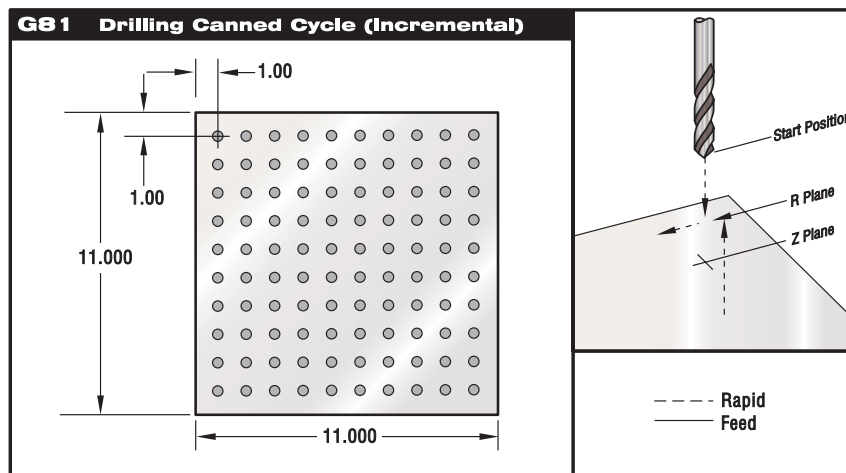 G81 Drilling Canned Cycle (Incremental)
1.00
1.00
11.000
11.000
Start Position
R Plane
Z Plane
Rapid
Feed